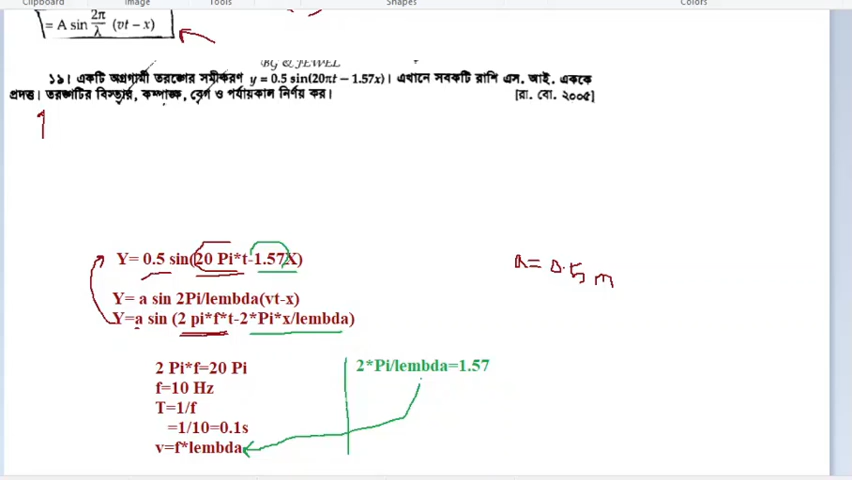 Clipboard
Image
Tools
Shapes
Colors
= A sin 2π/λ (vt – x)
BY @ JEWEL
১৯। একটি অগ্রগামী তরঙ্গের সমীকরণ y = 0.5 sin(20πt – 1.57x)। এখানে সবকটি রাশি এস. আই. এককে
প্রদত্ত। তরঙ্গটির বিস্তার, কম্পাঙ্ক, বেগ ও পর্যায়কাল নির্ণয় কর।
[রা. বো. ২০০৫]
Y= 0.5 sin(20 Pi*t-1.57X)
a= 0.5 m
Y= a sin 2Pi/lembda(vt-x)
Y=a sin (2 pi*f*t-2*Pi*x/lembda)
2 Pi*f=20 Pi
2*Pi/lembda=1.57
f=10 Hz
T=1/f
=1/10=0.1s
v=f*lembda